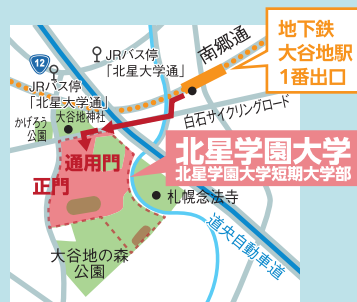 地下鉄
大谷地駅
1番出口
12
JRバス停
「北星大学通」
南郷通
JRバス停
「北星大学通」
大谷地神社
かげろう
公園
白石サイクリングロード
通用門
正門
北星学園大学
北星学園大学短期大学部
札幌念法寺
道央自動車道
大谷地の森
公園